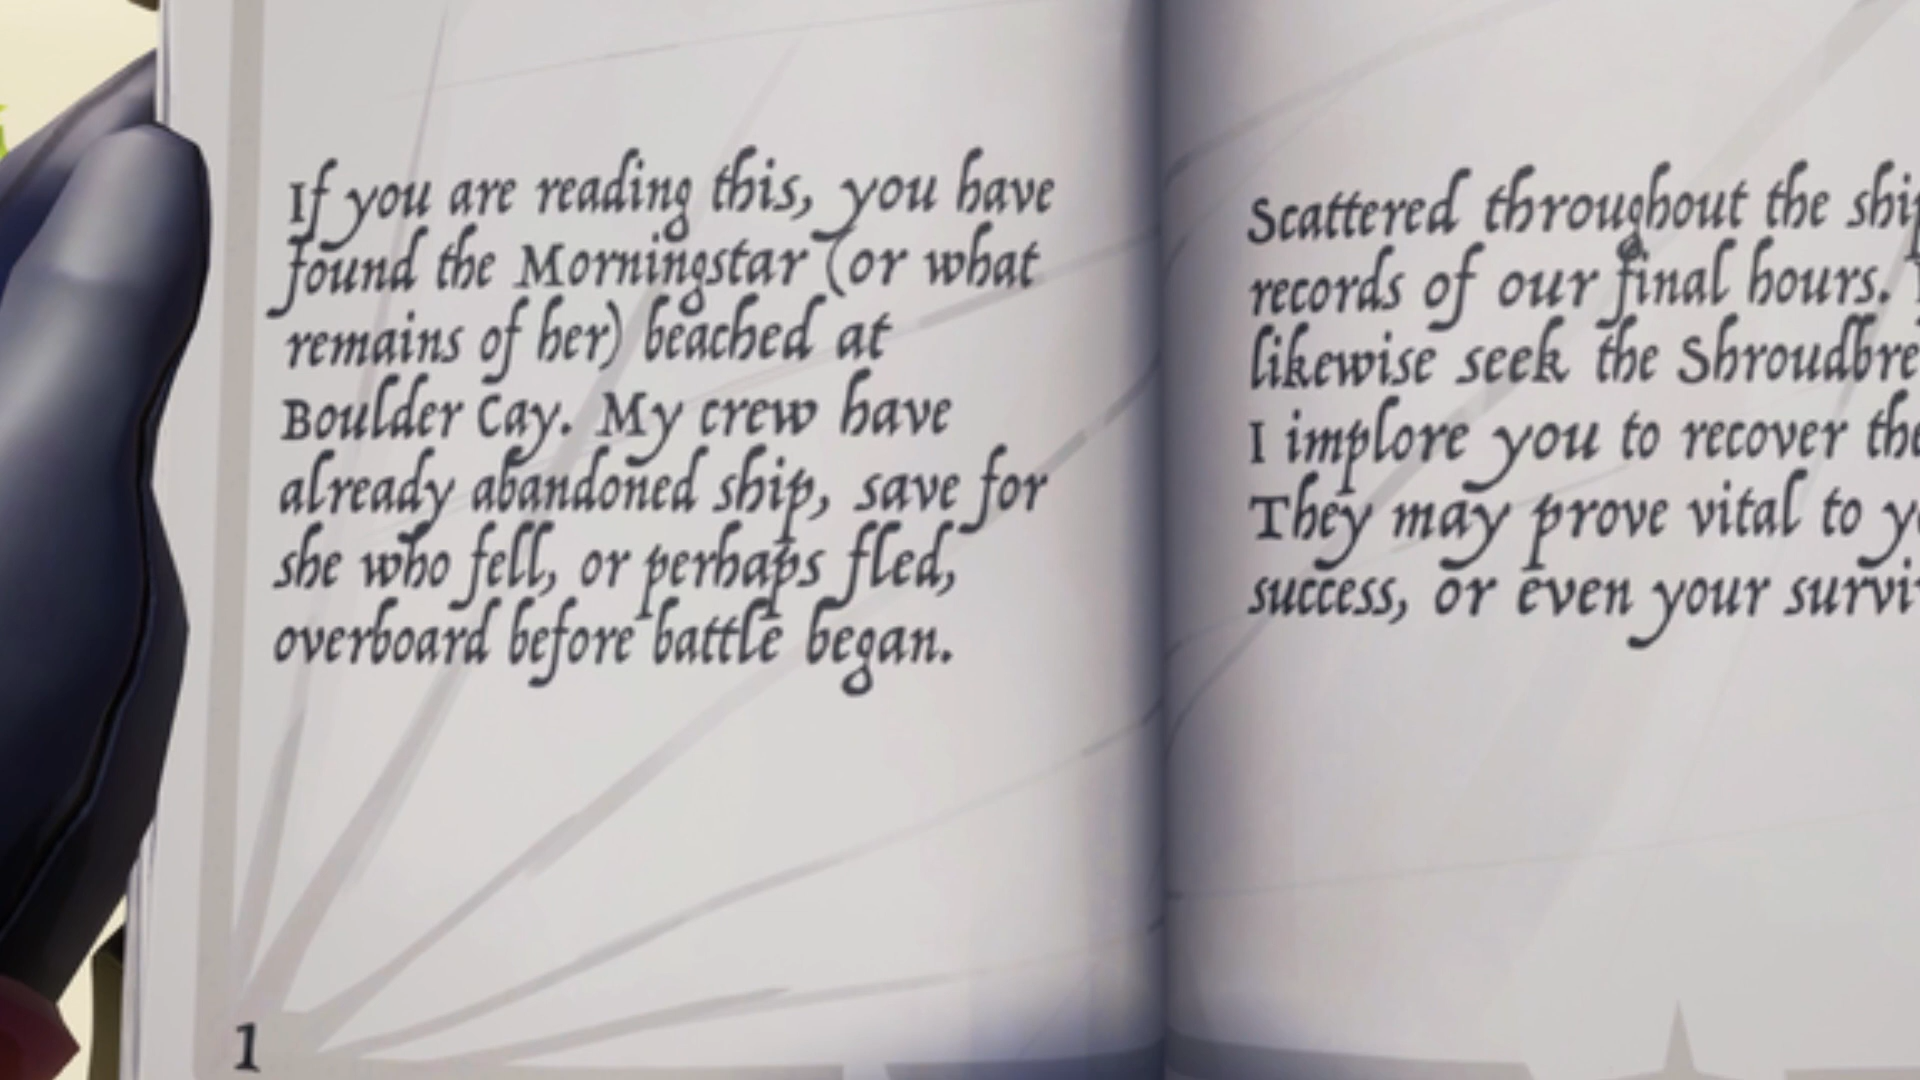 If you are reading this, you have
found the Morningstar (or what
remains of her) beached at
Boulder Cay. My crew have
already abandoned ship, save for
she who fell, or perhaps fled,
overboard before battle began.
1
Scattered throughout the
records of our final hours.
likewise seek the
I implore you to recover
They may prove vital to
success, or even your